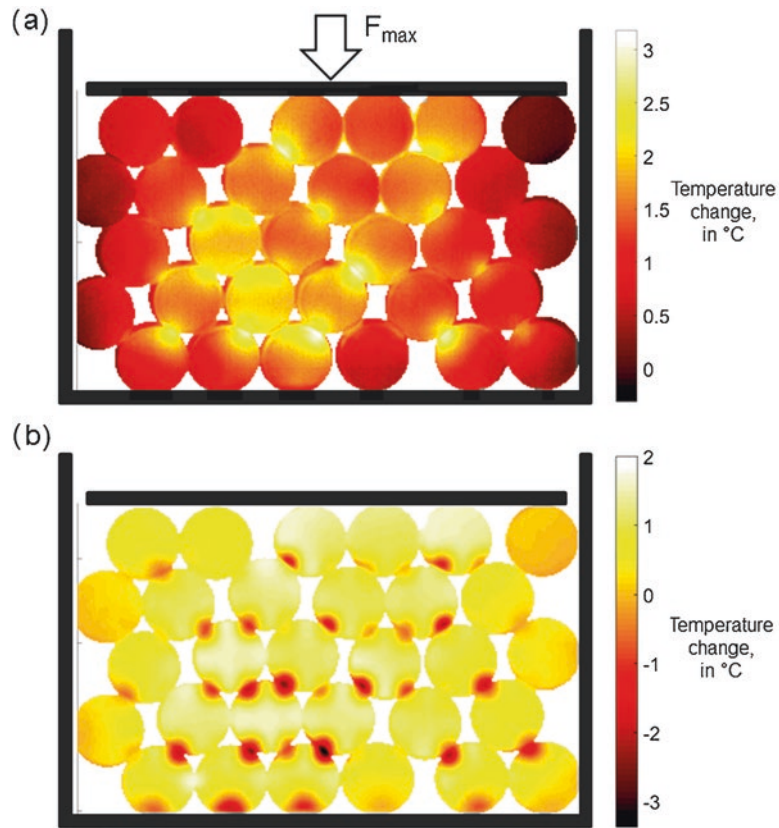 (a)
F_max
3
2.5
2
1.5
1
0.5
0
Temperature
change,
in °C
(b)
2
1
0
-1
-2
-3
Temperature
change,
in °C